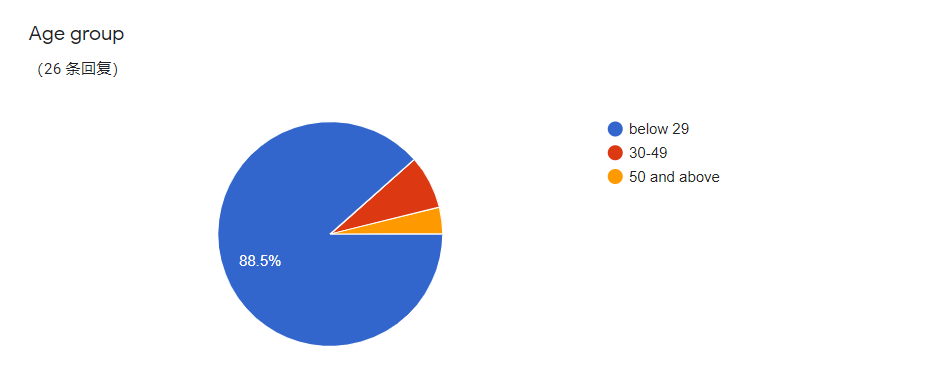 Age group
(26 条回复)
below 29
30-49
50 and above
88.5%